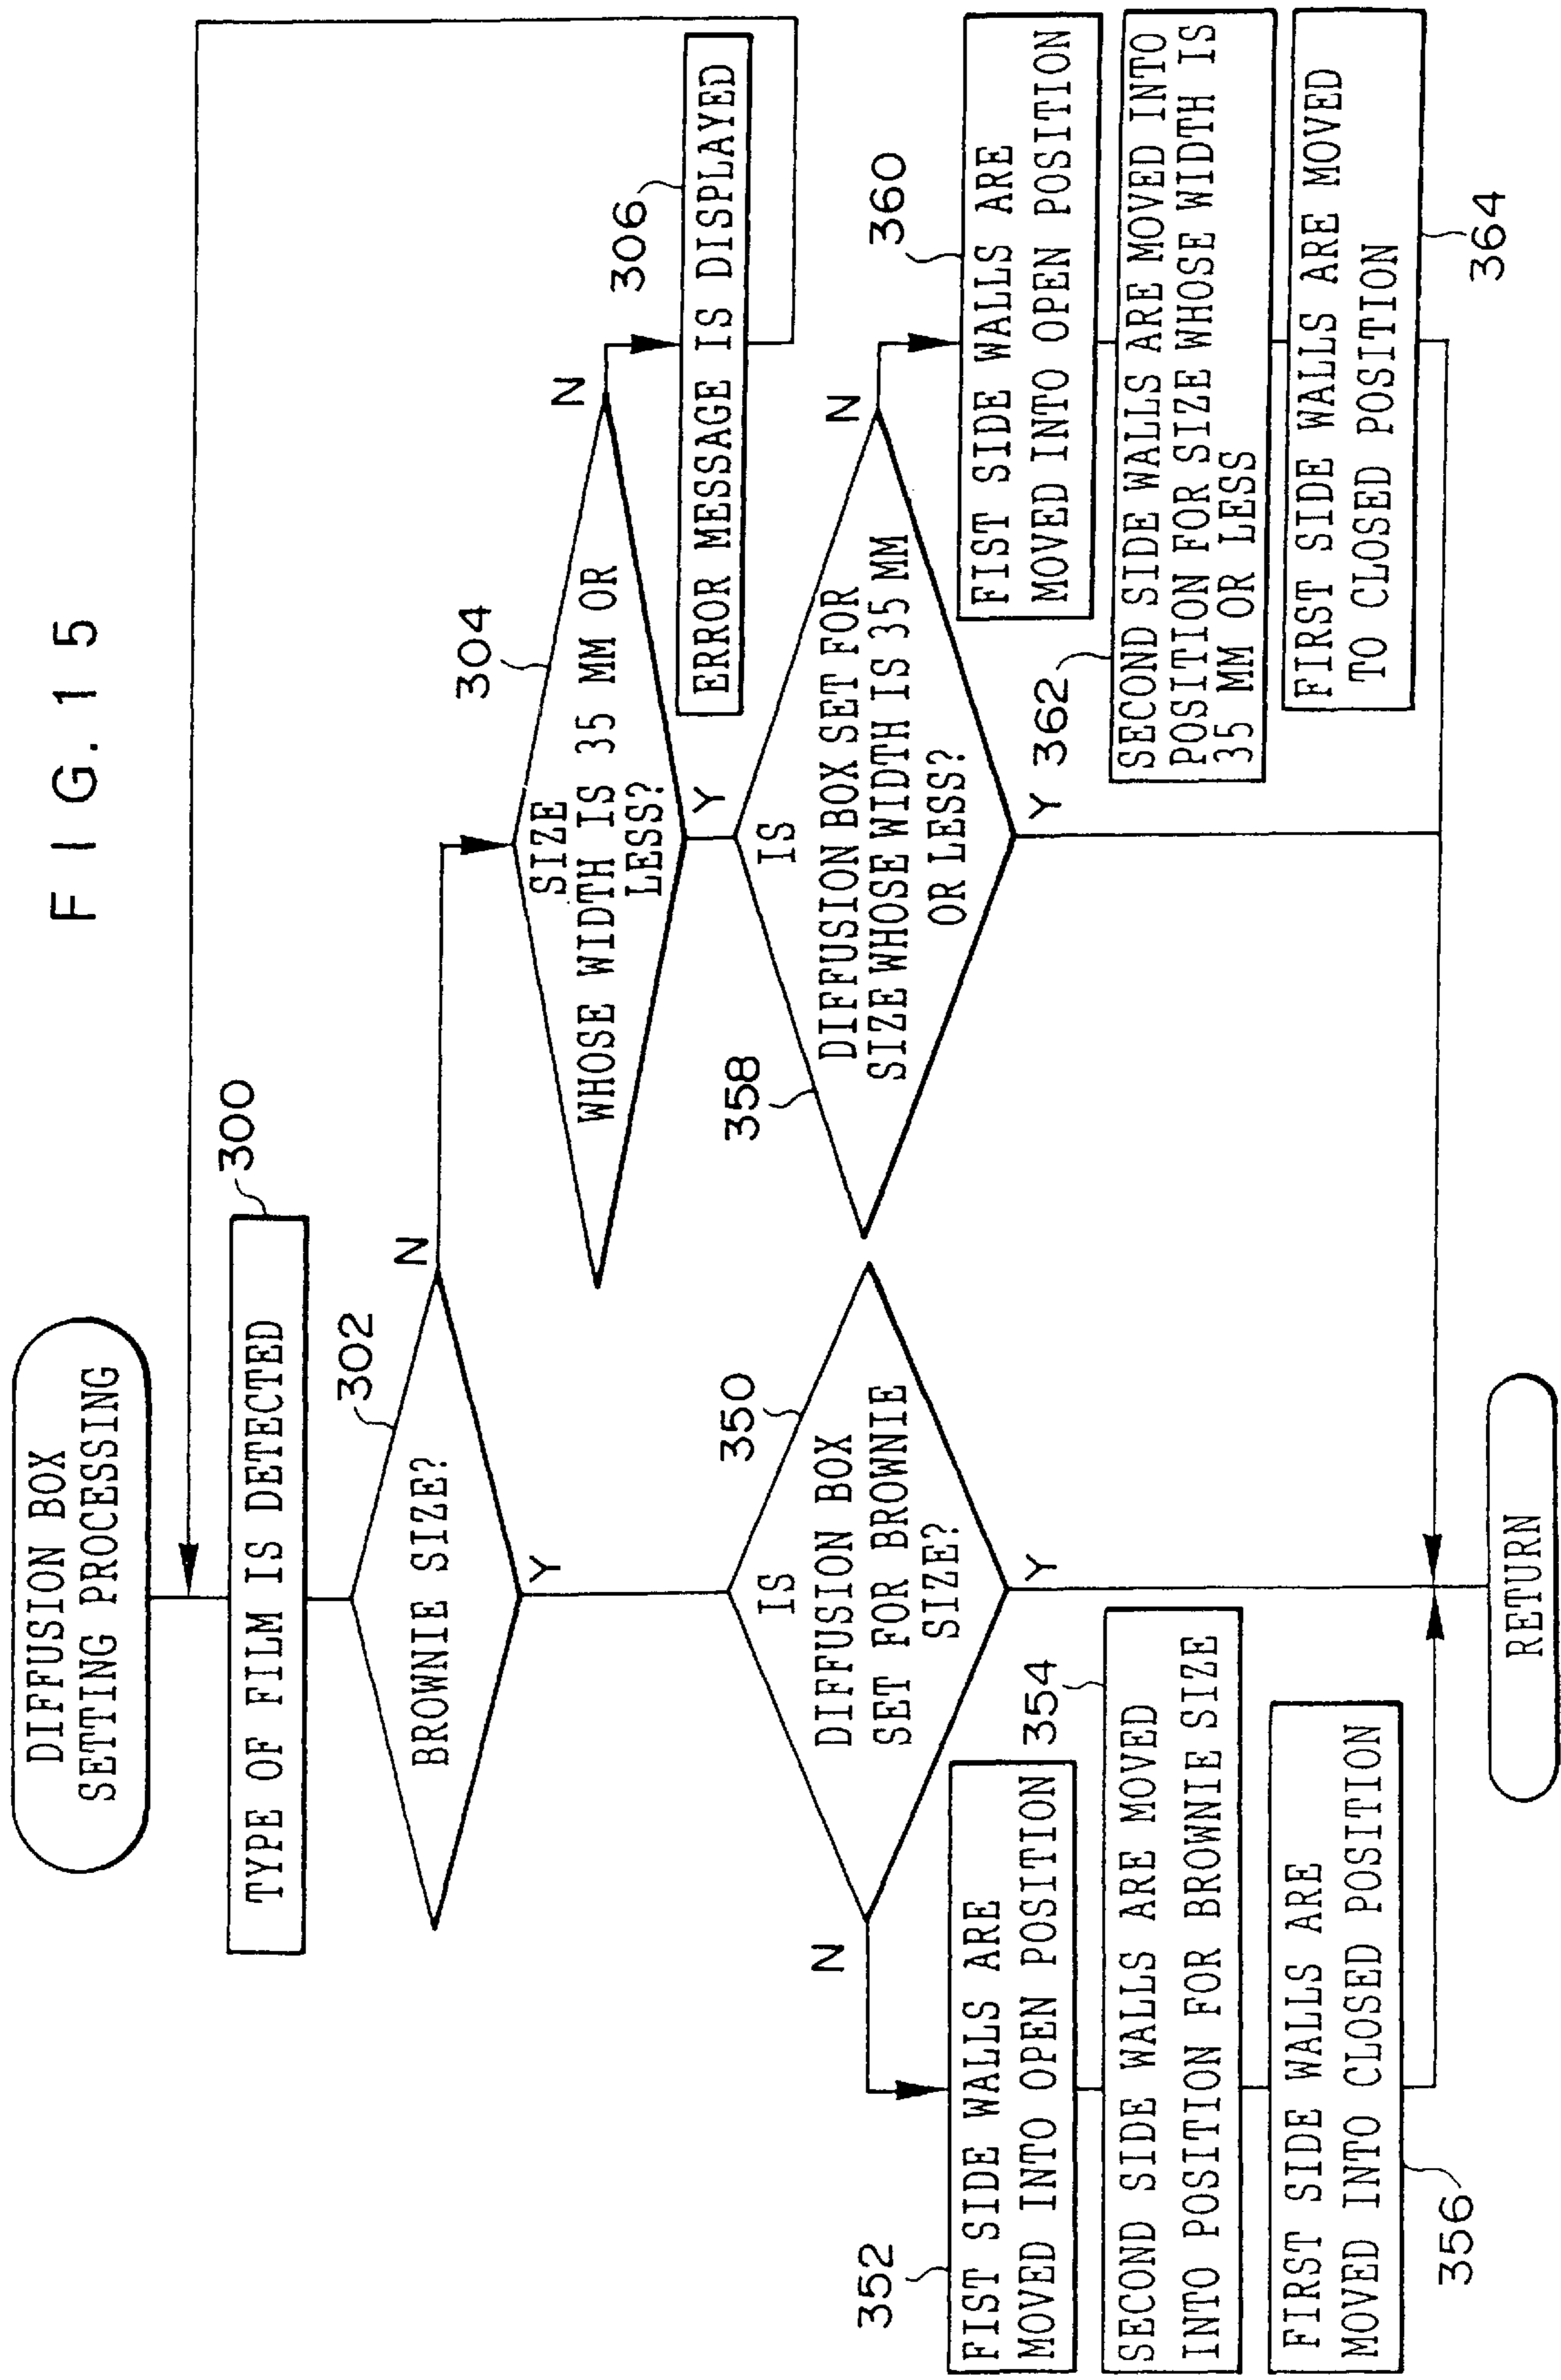 FIG.15
DIFFUSION BOX
SETTING PROCESSING
300
TYPE OF FILM IS DETECTED
302
BROWNIE SIZE?
N
Y
304
SIZE
WHOSE WIDTH IS 35 MM OR
LESS?
N
Y
306
ERROR MESSAGE IS DISPLAYED
350
IS
DIFFUSION BOX
SET FOR BROWNIE
SIZE?
N
Y
352
FIST SIDE WALLS ARE
MOVED INTO OPEN POSITION
354
SECOND SIDE WALLS ARE MOVED
INTO POSITION FOR BROWNIE SIZE
FIRST SIDE WALLS ARE
MOVED INTO CLOSED POSITION
356
358
IS
DIFFUSION BOX SET FOR
SIZE WHOSE WIDTH IS 35 MM
OR LESS?
N
Y
360
FIST SIDE WALLS ARE
MOVED INTO OPEN POSITION
362
SECOND SIDE WALLS ARE MOVED INTO
POSITION FOR SIZE WHOSE WIDTH IS
35 MM OR LESS
FIRST SIDE WALLS ARE MOVED
TO CLOSED POSITION
364
RETURN